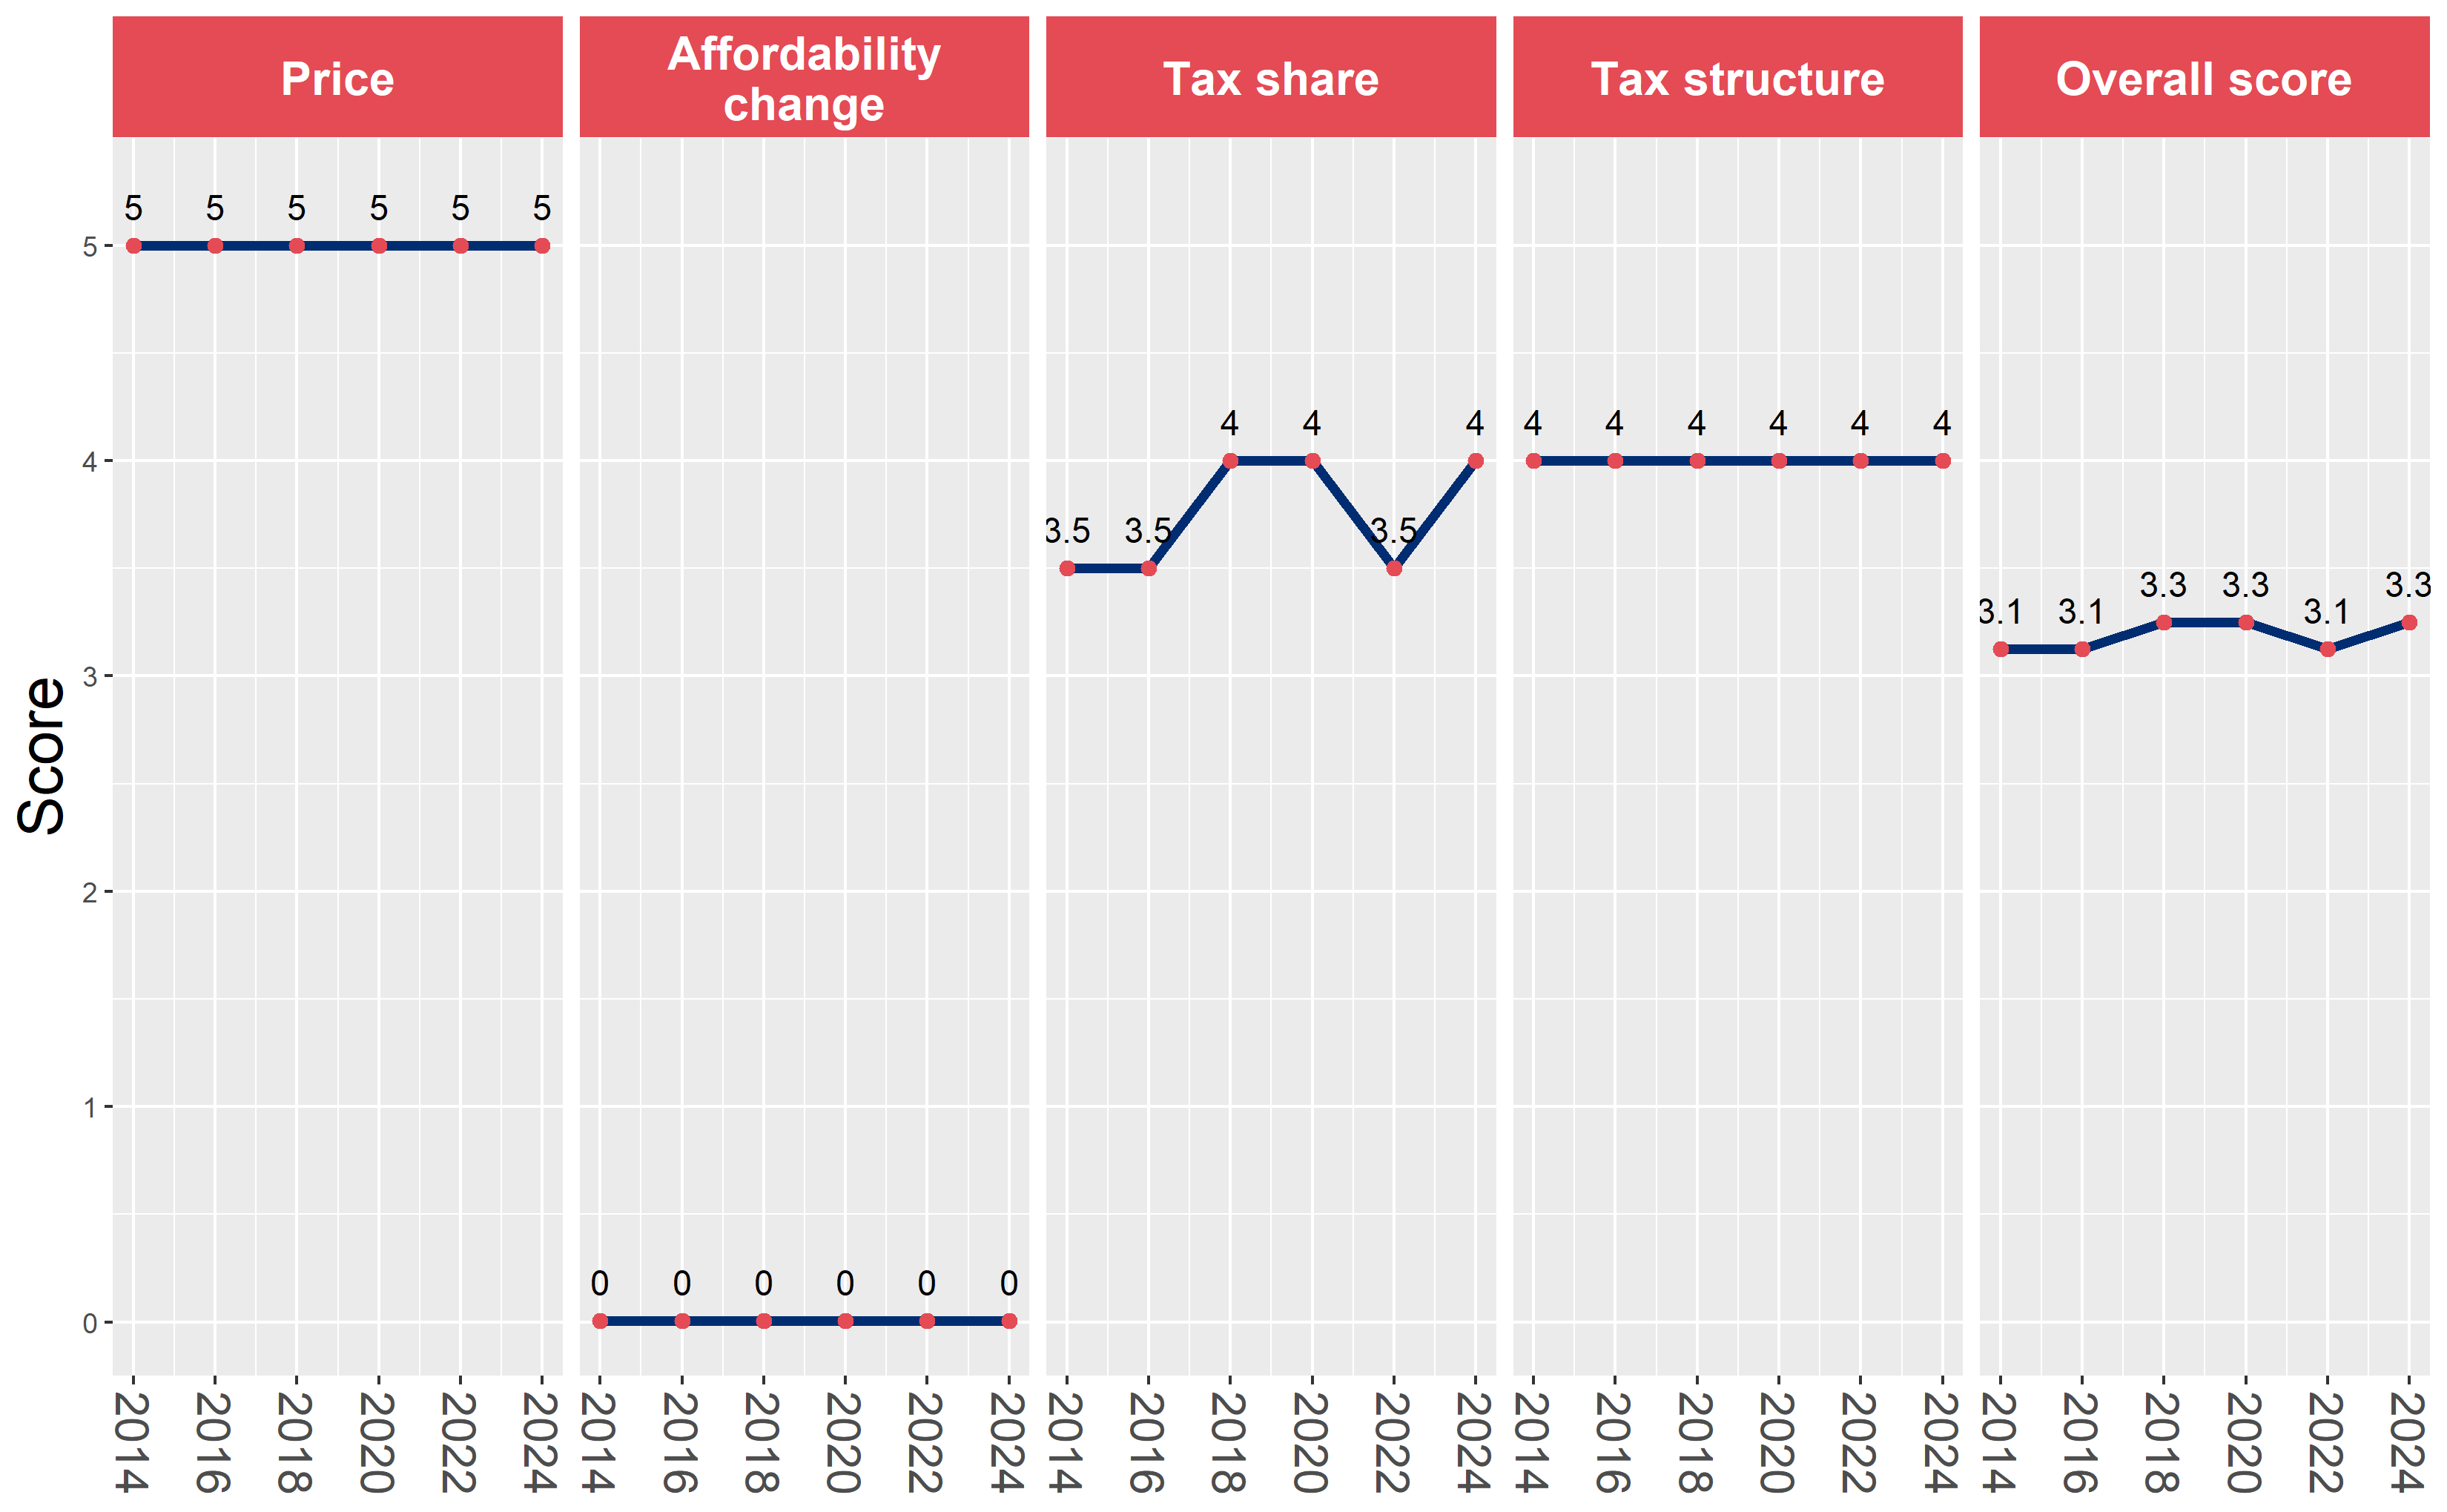 Price
Affordability
change
Tax share
Tax structure
Overall score
Score
5
4
3
2
1
0
5 5 5 5 5 5
0 0 0 0 0 0
3.5 3.5 4 4 3.5 4
4 4 4 4 4 4
3.1 3.1 3.3 3.3 3.1 3.3
2014 2016 2018 2020 2022 2024
2014 2016 2018 2020 2022 2024
2014 2016 2018 2020 2022 2024
2014 2016 2018 2020 2022 2024
2014 2016 2018 2020 2022 2024